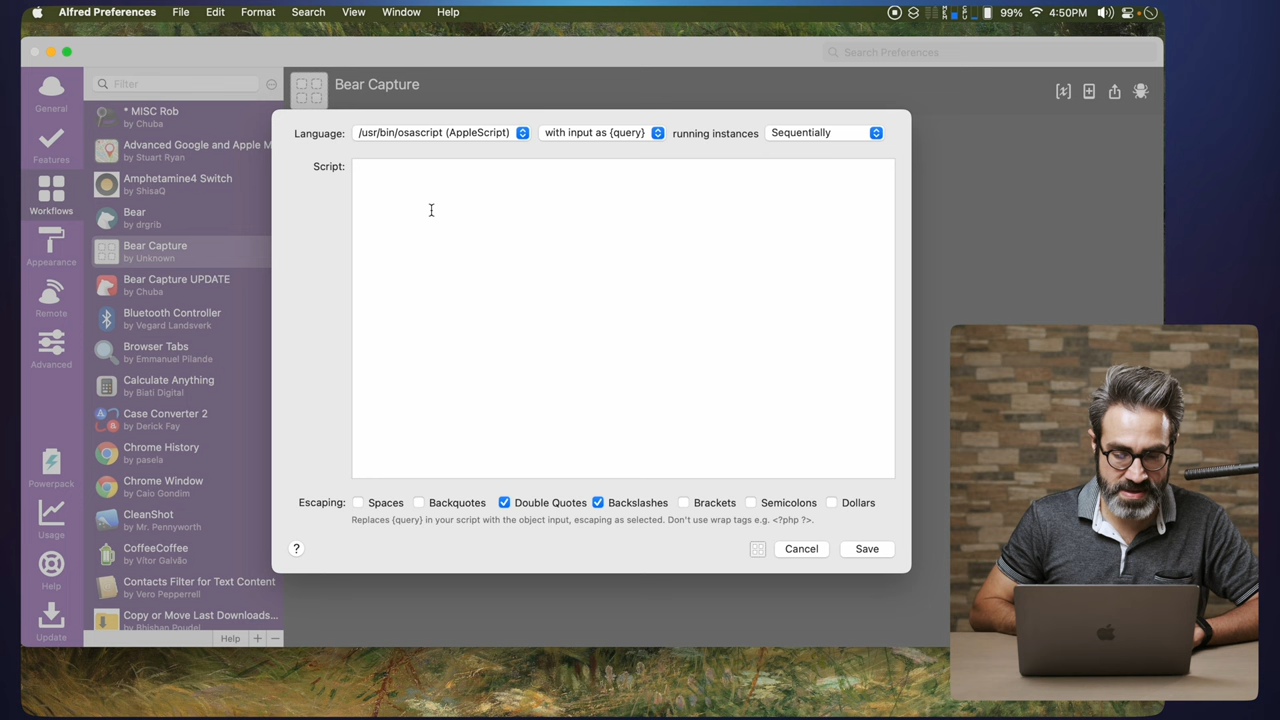 Alfred Preferences File Edit Format Search View Window Help 99% 4:50PM
Search Preferences
General
Features
Workflows
Appearance
Remote
Advanced
Powerpack
Usage
Help
Update
Filter
* MISC Rob
by Chuba
Advanced Google and Apple M
by Stuart Ryan
Amphetamine4 Switch
by ShisaQ
Bear
by drgrib
Bear Capture
by Unknown
Bear Capture UPDATE
by Chuba
Bluetooth Controller
by Vegard Landsverk
Browser Tabs
by Emmanuel Pilande
Calculate Anything
by Biati Digital
Case Converter 2
by Derick Fay
Chrome History
by pasela
Chrome Window
by Caio Gondim
CleanShot
by Mr. Pennyworth
CoffeeCoffee
by Vítor Galvão
Contacts Filter for Text Content
by Vero Pepperrell
Copy or Move Last Downloads...
by Bhishan Poudel
Help + −
Bear Capture
Language: /usr/bin/osascript (AppleScript) with input as {query} running instances Sequentially
Script:
Escaping: Spaces Backquotes Double Quotes Backslashes Brackets Semicolons Dollars
Replaces {query} in your script with the object input, escaping as selected. Don't use wrap tags e.g. <?php ?>.
? Cancel Save